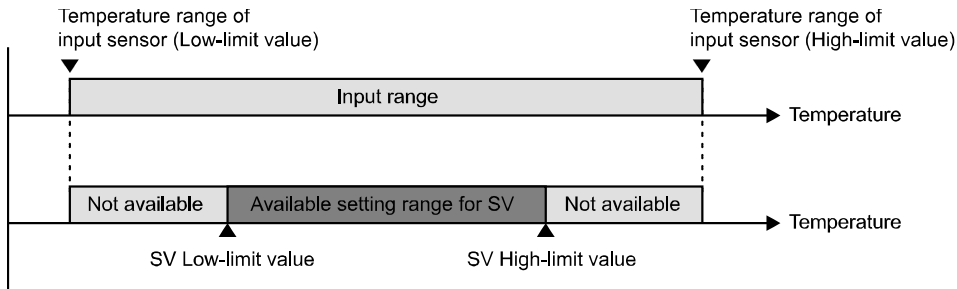 Temperature range of
input sensor (Low-limit value)
Temperature range of
input sensor (High-limit value)
Input range
Temperature
Not available
Available setting range for SV
Not available
Temperature
SV Low-limit value
SV High-limit value